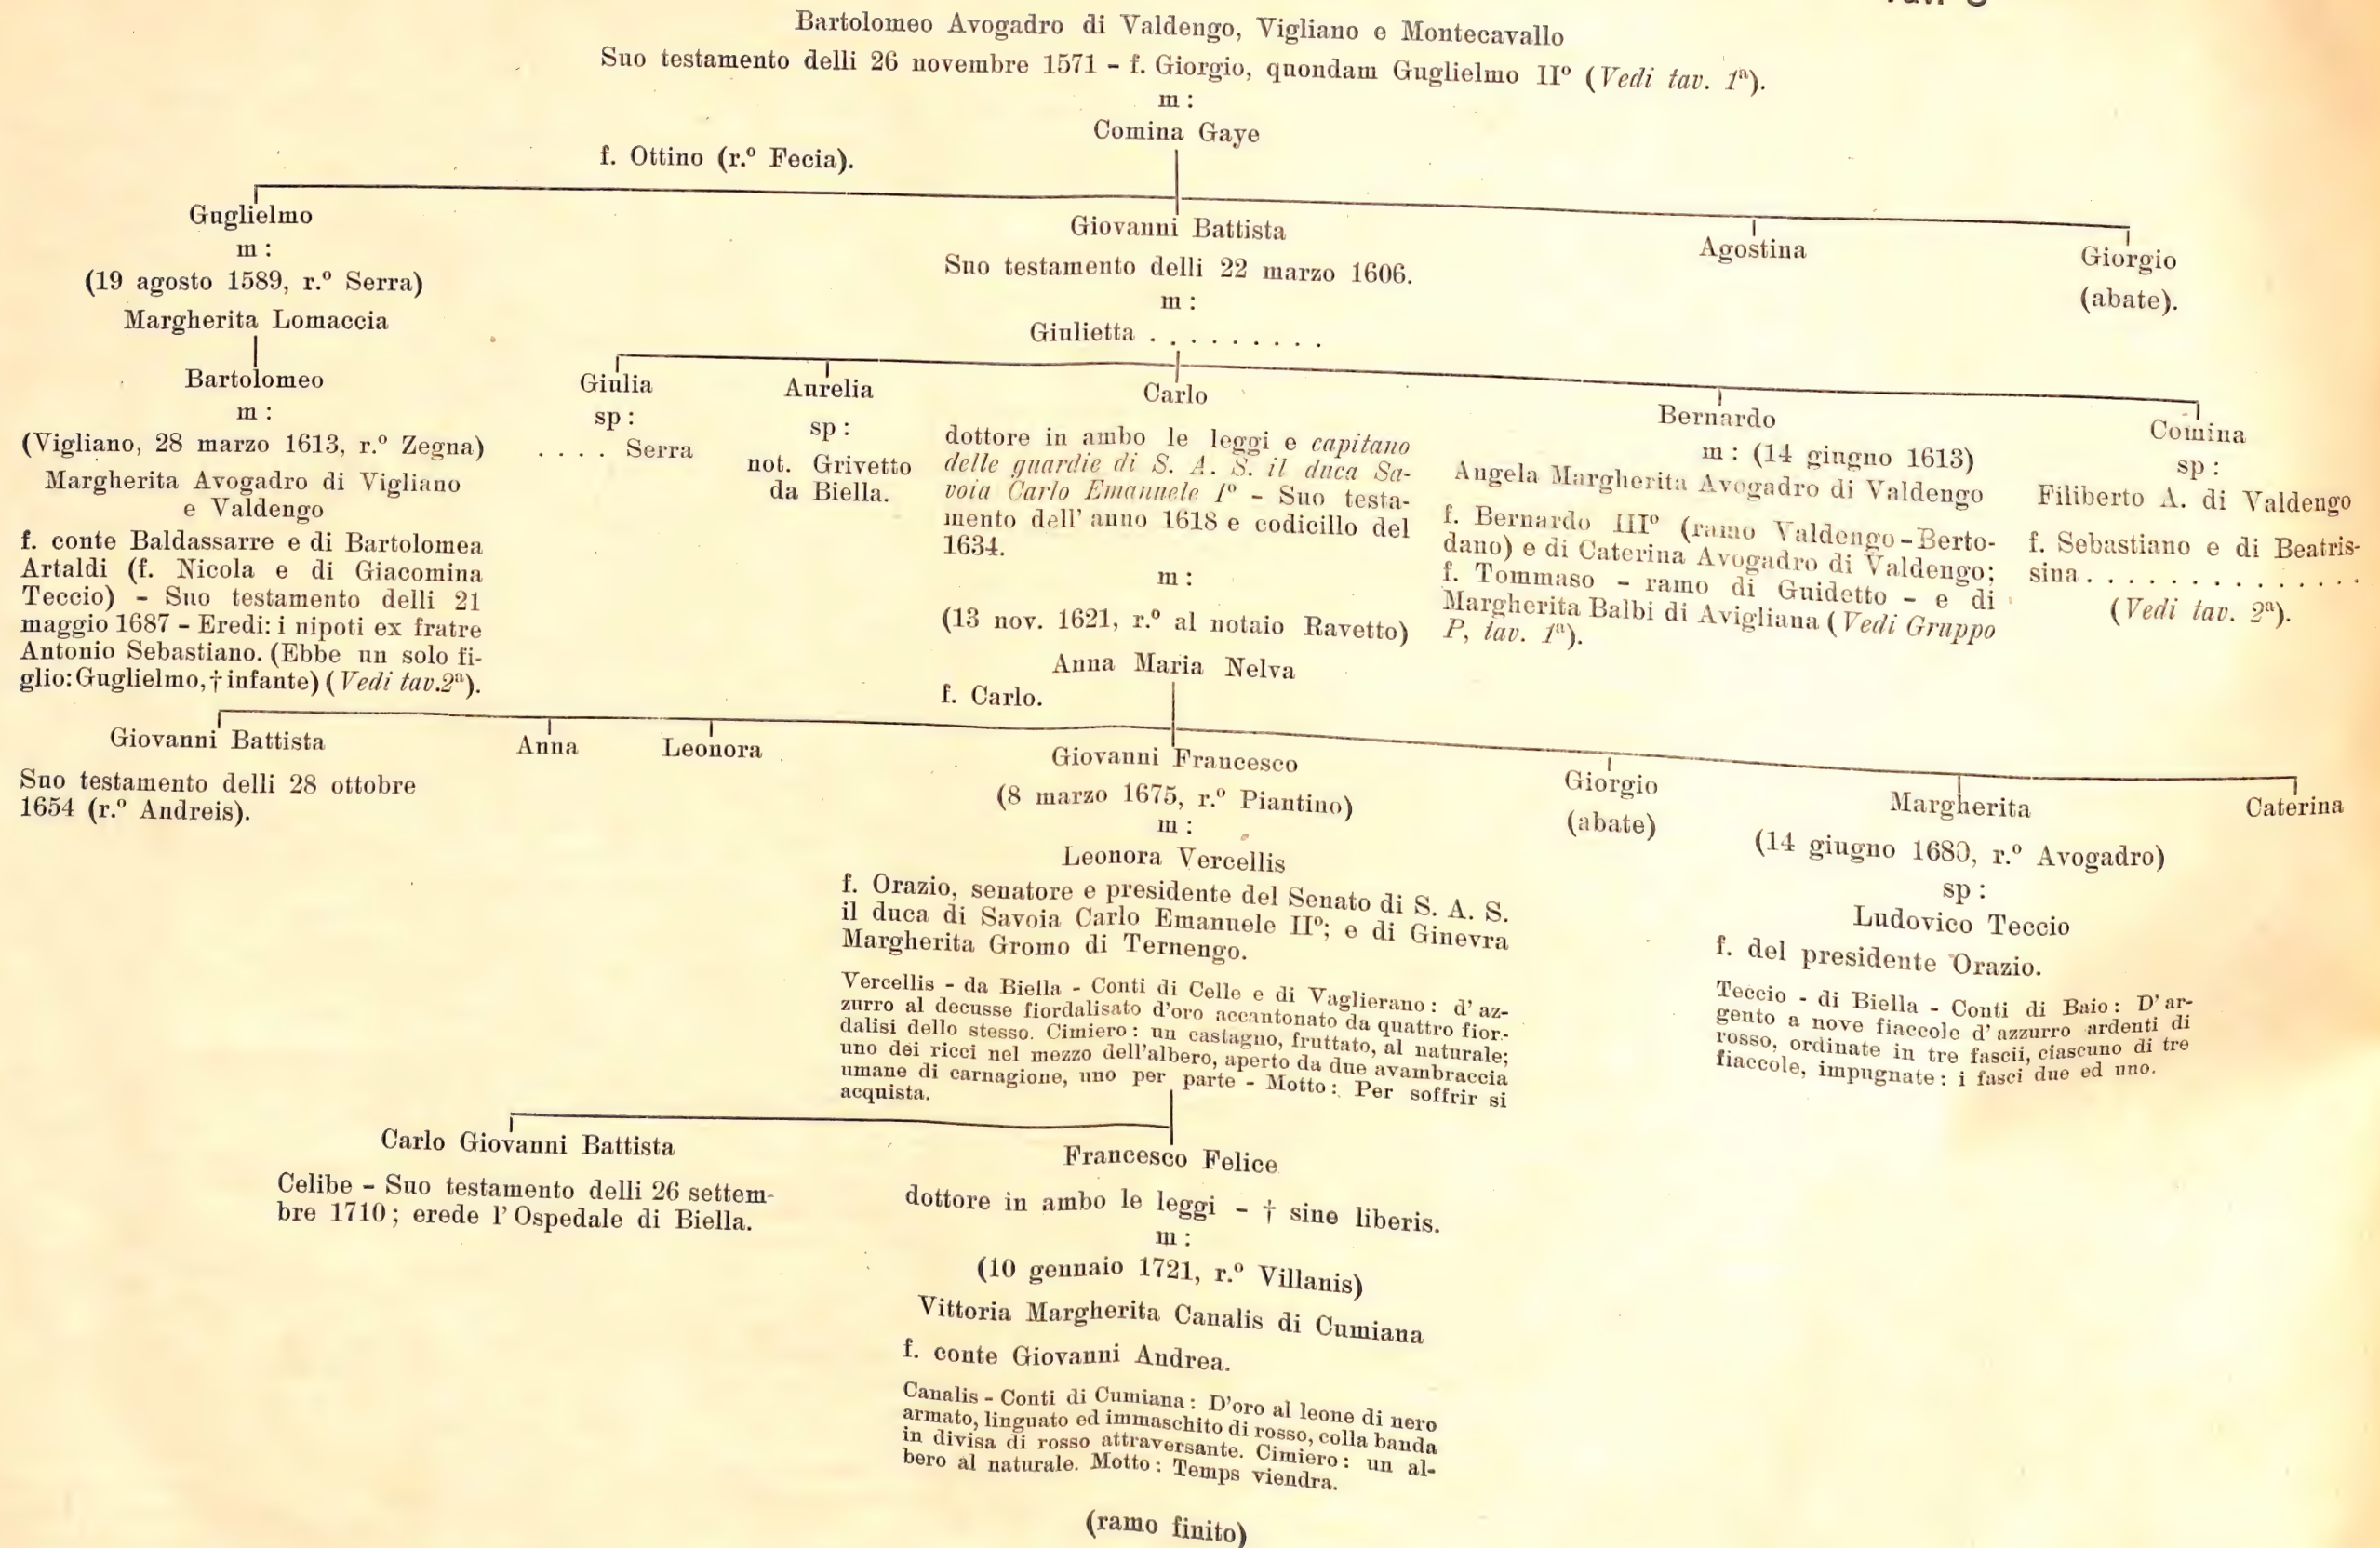 Bartolomeo Avogadro di Valdengo, Vigliano e Montecavallo
Suo testamento delli 26 novembre 1571 - f. Giorgio, quondam Guglielmo IIº (Vedi tav. 1ª).
m :
Comina Gaye
f. Ottino (r.º Fecia).
Guglielmo
m :
(19 agosto 1589, r.º Serra)
Margherita Lomaccia
Giovanni Battista
Suo testamento delli 22 marzo 1606.
m :
Giulietta . . . . . . . . .
Agostina
Giorgio
(abate).
Bartolomeo
m :
(Vigliano, 28 marzo 1613, r.º Zegna)
Margherita Avogadro di Vigliano
e Valdengo
f. conte Baldassarre e di Bartolomea
Artaldi (f. Nicola e di Giacomina
Teccio) - Suo testamento delli 21
maggio 1687 - Eredi: i nipoti ex fratre
Antonio Sebastiano. (Ebbe un solo fi-
glio: Guglielmo, † infante) (Vedi tav. 2ª).
Giulia
sp :
. . . . Serra
Aurelia
sp :
not. Grivetto
da Biella.
Carlo
dottore in ambo le leggi e capitano
delle guardie di S. A. S. il duca Sa-
voia Carlo Emanuele Iº - Suo testa-
mento dell' anno 1618 e codicillo del
1634.
m :
(13 nov. 1621, r.º al notaio Ravetto)
Anna Maria Nelva
f. Carlo.
Bernardo
m : (14 giugno 1613)
Angela Margherita Avogadro di Valdengo
f. Bernardo IIIº (ramo Valdengo-Berto-
dano) e di Caterina Avogadro di Valdengo;
f. Tommaso - ramo di Guidetto - e di
Margherita Balbi di Avigliana (Vedi Gruppo
P, tav. 1ª).
Comina
sp :
Filiberto A. di Valdengo
f. Sebastiano e di Beatris-
sina . . . . . . . . . . . . . .
(Vedi tav. 2ª).
Giovanni Battista
Suo testamento delli 28 ottobre
1654 (r.º Andreis).
Anna
Leonora
Giovanni Francesco
(8 marzo 1675, r.º Piantino)
m :
Leonora Vercellis
f. Orazio, senatore e presidente del Senato di S. A. S.
il duca di Savoia Carlo Emanuele IIº; e di Ginevra
Margherita Gromo di Ternengo.
Vercellis - da Biella - Conti di Celle e di Vaglierano : d' az-
zurro al decusse fiordalisato d'oro accantonato da quattro fior-
dalisi dello stesso. Cimiero : un castagno, fruttato, al naturale;
uno dei ricci nel mezzo dell'albero, aperto da due avambraccia
umane di carnagione, uno per parte - Motto : Per soffrir si
acquista.
Giorgio
(abate)
Margherita
(14 giugno 1680, r.º Avogadro)
sp :
Ludovico Teccio
f. del presidente Orazio.
Teccio - di Biella - Conti di Baio : D' ar-
gento a nove fiaccole d' azzurro ardenti di
rosso, ordinate in tre fascii, ciascuno di tre
fiaccole, impugnate : i fasci due ed uno.
Caterina
Carlo Giovanni Battista
Celibe - Suo testamento delli 26 settem-
bre 1710 ; erede l' Ospedale di Biella.
Francesco Felice
dottore in ambo le leggi - † sine liberis.
m :
(10 gennaio 1721, r.º Villanis)
Vittoria Margherita Canalis di Cumiana
f. conte Giovanni Andrea.
Canalis - Conti di Cumiana : D'oro al leone di nero
armato, linguato ed immaschito di rosso, colla banda
in divisa di rosso attraversante. Cimiero : un al-
bero al naturale. Motto : Temps viendra.
(ramo finito)